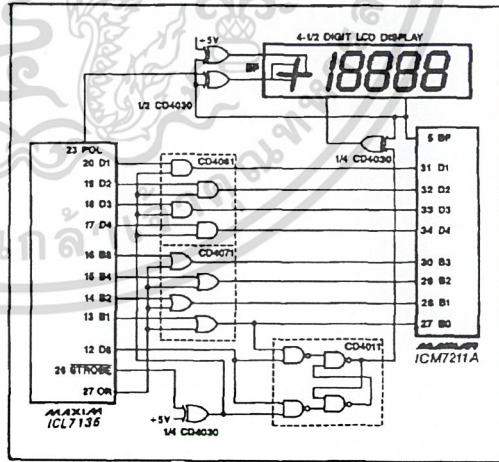 4-1/2 DIGIT LCD DISPLAY
+5V
BP
+18888
1/2 CD4030
23 POL
20 D1
19 D2
18 D3
17 D4
16 B8
15 B4
14 B2
13 B1
12 D5
26 STROBE
27 OR
MAXIM
ICL7135
CD4081
CD4071
CD4011
+5V
1/4 CD4030
1/4 CD4030
5 BP
31 D1
32 D2
33 D3
34 D4
30 B3
29 B2
28 B1
27 B0
MAXIM
ICM7211A